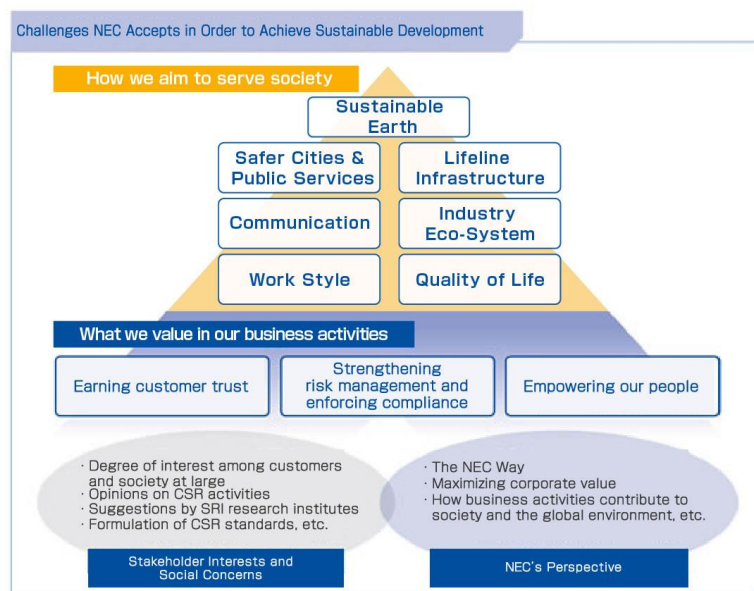 Challenges NEC Accepts in Order to Achieve Sustainable Development
How we aim to serve society
Sustainable
Earth
Safer Cities &
Public Services
Lifeline
Infrastructure
Communication
Industry
Eco-System
Work Style
Quality of Life
What we value in our business activities
Earning customer trust
Strengthening
risk management and
enforcing compliance
Empowering our people
· Degree of interest among customers
and society at large
· Opinions on CSR activities
· Suggestions by SRI research institutes
· Formulation of CSR standards, etc.
· The NEC Way
· Maximizing corporate value
· How business activities contribute to
society and the global environment, etc.
Stakeholder Interests and
Social Concerns
NEC's Perspective